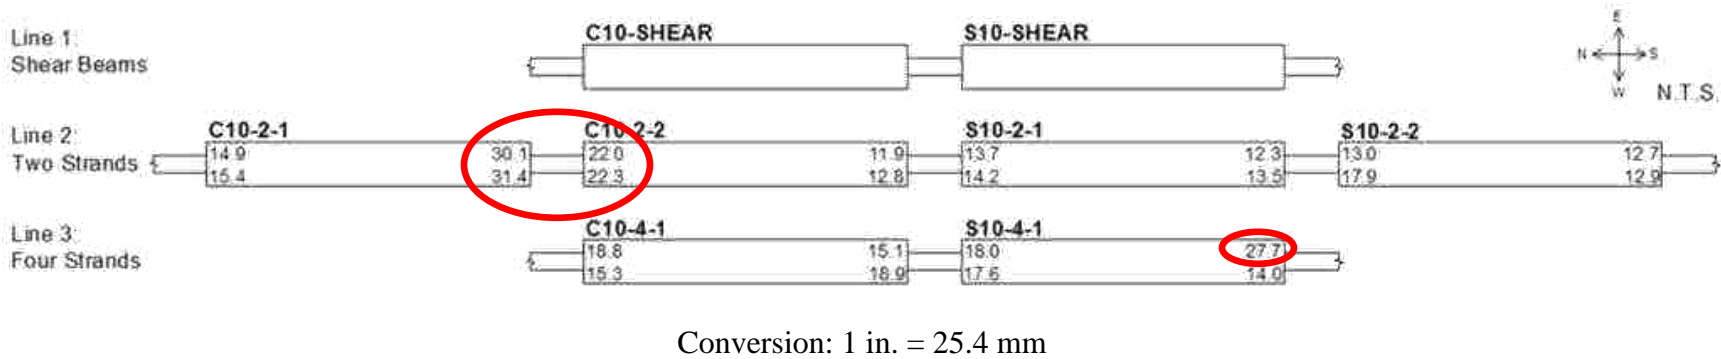 E
N S
W
N.T.S.
Line 1:
Shear Beams
C10-SHEAR S10-SHEAR
Line 2:
Two Strands
C10-2-1 C10-2-2 S10-2-1 S10-2-2
14.9 30.1 22.0 11.9 13.7 12.3 13.0 12.7
15.4 31.4 22.3 12.8 14.2 13.5 17.9 12.9
Line 3:
Four Strands
C10-4-1 S10-4-1
18.8 15.1 18.0 27.7
15.3 18.9 17.6 14.0
Conversion: 1 in. = 25.4 mm